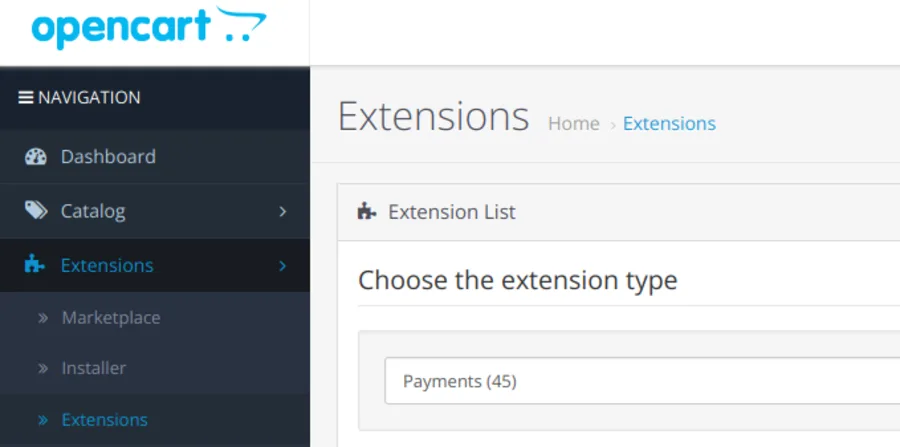 opencart
NAVIGATION
Dashboard
Catalog
Extensions
Marketplace
Installer
Extensions
Extensions Home › Extensions
Extension List
Choose the extension type
Payments (45)